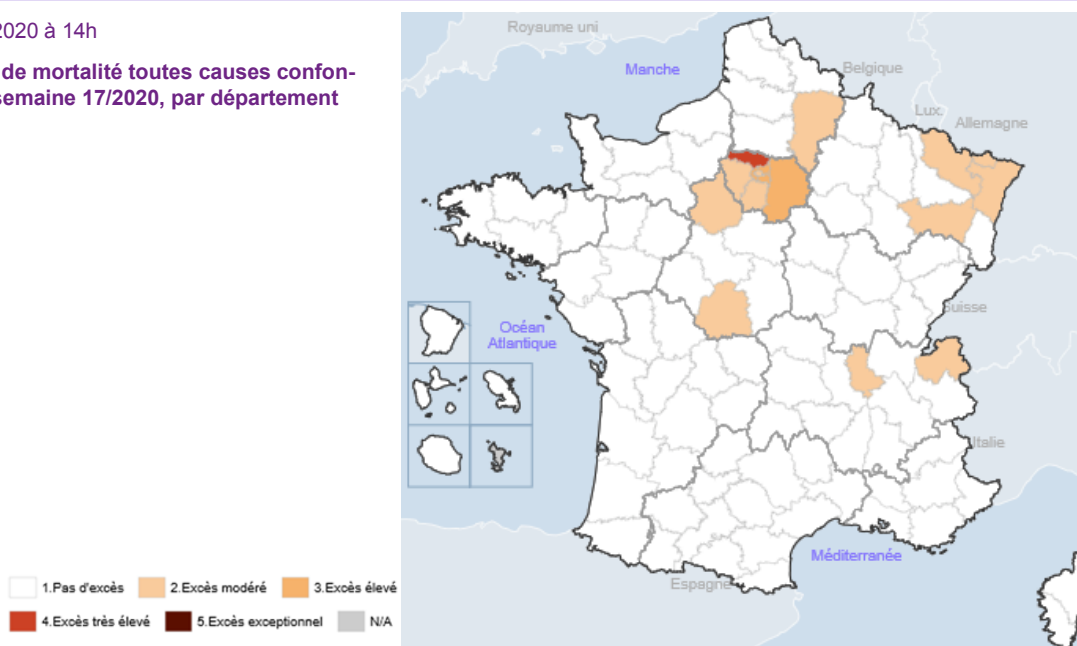 2020 à 14h
de mortalité toutes causes confon-
semaine 17/2020, par département
Royaume uni
Manche
Belgique
Lux.
Allemagne
Suisse
Océan
Atlantique
Italie
Méditerranée
Espagne
1.Pas d'excès
2.Excès modéré
3.Excès élevé
4.Excès très élevé
5.Excès exceptionnel
N/A